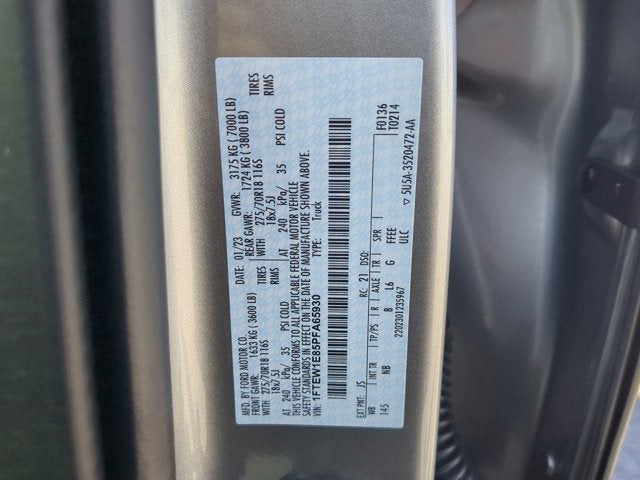 MFD. BY FORD MOTOR CO.
DATE: 01/23 GVWR: 3175 KG ( 7000 LB)
FRONT GAWR: 1633 KG ( 3600 LB) REAR GAWR: 1724 KG ( 3800 LB)
WITH 275/70R18 116S TIRES WITH 275/70R18 116S TIRES
18x7.5J RIMS 18x7.5J RIMS
AT 240 kPa/ 35 PSI COLD AT 240 kPa/ 35 PSI COLD
THIS VEHICLE CONFORMS TO ALL APPLICABLE FEDERAL MOTOR VEHICLE
SAFETY STANDARDS IN EFFECT ON THE DATE OF MANUFACTURE SHOWN ABOVE.
VIN: 1FTEW1E85PFA65930 TYPE: Truck
F0136
T0214
EXT PNT: JS RC: 21 DSO:
WB INT TR TP/PS R AXLE TR SPR
145 NB B L6 G FFEE
ULC
2202301235967
▽ 5U5A-3520472-AA